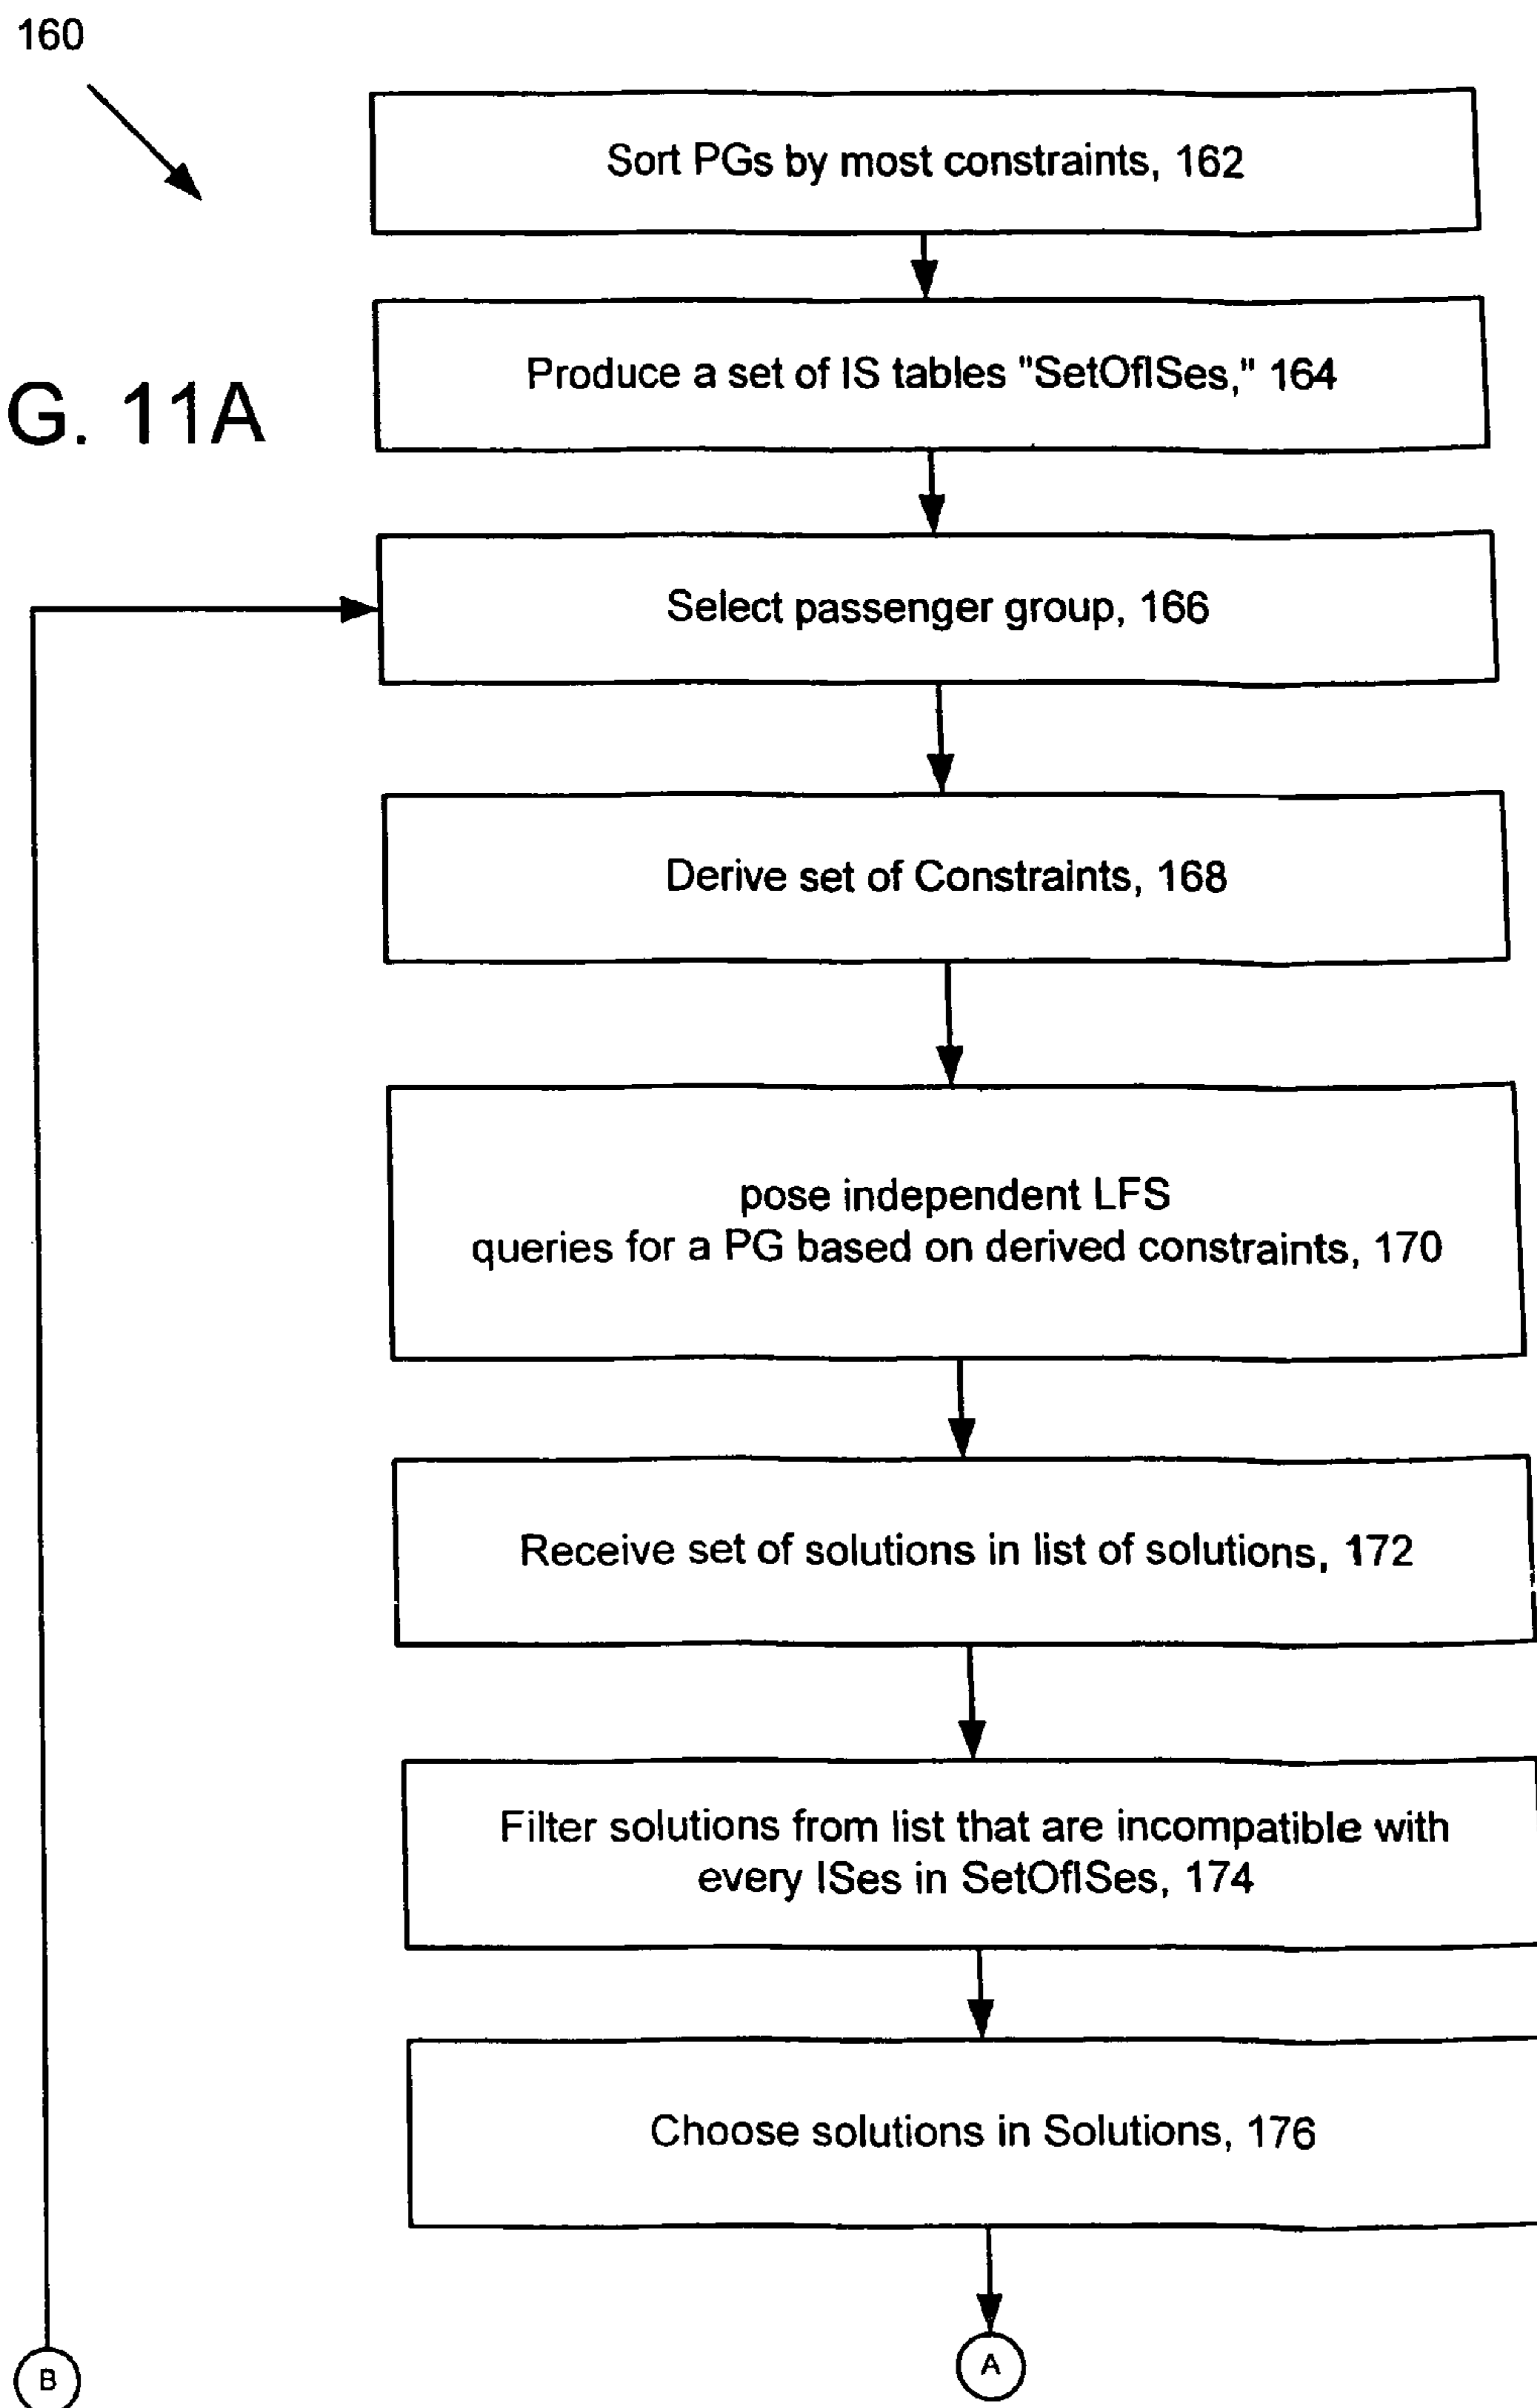 160
Sort PGs by most constraints, 162
Produce a set of IS tables "SetOfISes," 164
G. 11A
Select passenger group, 166
Derive set of Constraints, 168
pose independent LFS
queries for a PG based on derived constraints, 170
Receive set of solutions in list of solutions, 172
Filter solutions from list that are incompatible with
every ISes in SetOfISes, 174
Choose solutions in Solutions, 176
B
A